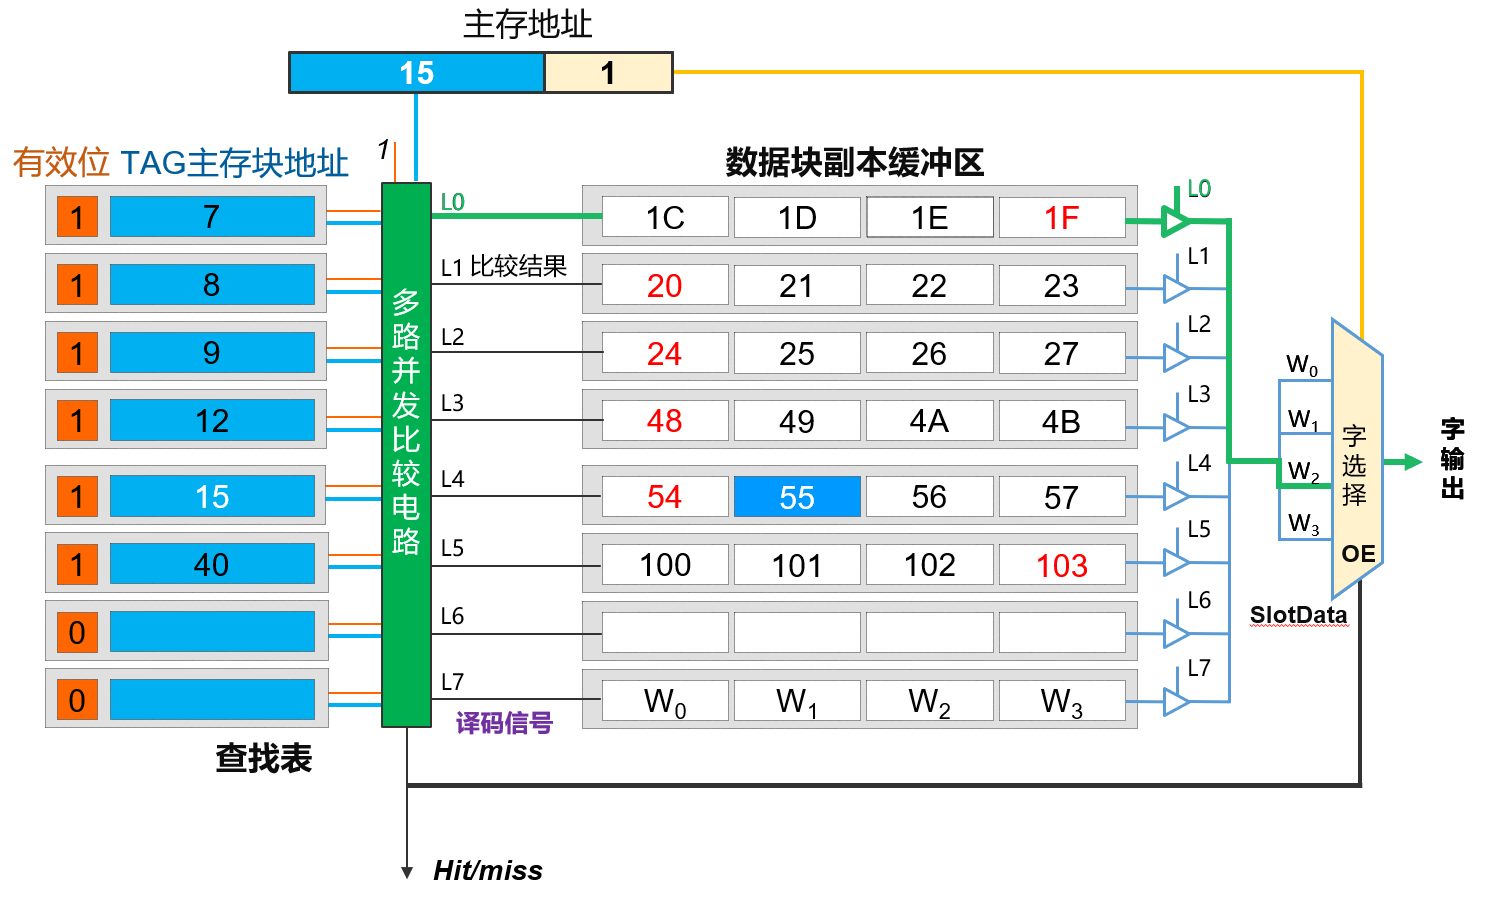 主存地址
15 1
有效位 TAG主存块地址
1
数据块副本缓冲区
1 7
L0
1C 1D 1E 1F
L0
1 8
L1 比较结果
20 21 22 23
L1
1 9
L2
24 25 26 27
L2
1 12
L3
48 49 4A 4B
L3
1 15
L4
54 55 56 57
L4
1 40
L5
100 101 102 103
L5
0
L6
L6
0
L7
W0 W1 W2 W3
L7
多路并发比较电路
译码信号
查找表
W0
W1
W2
W3
字选择
OE
字输出
SlotData
Hit/miss